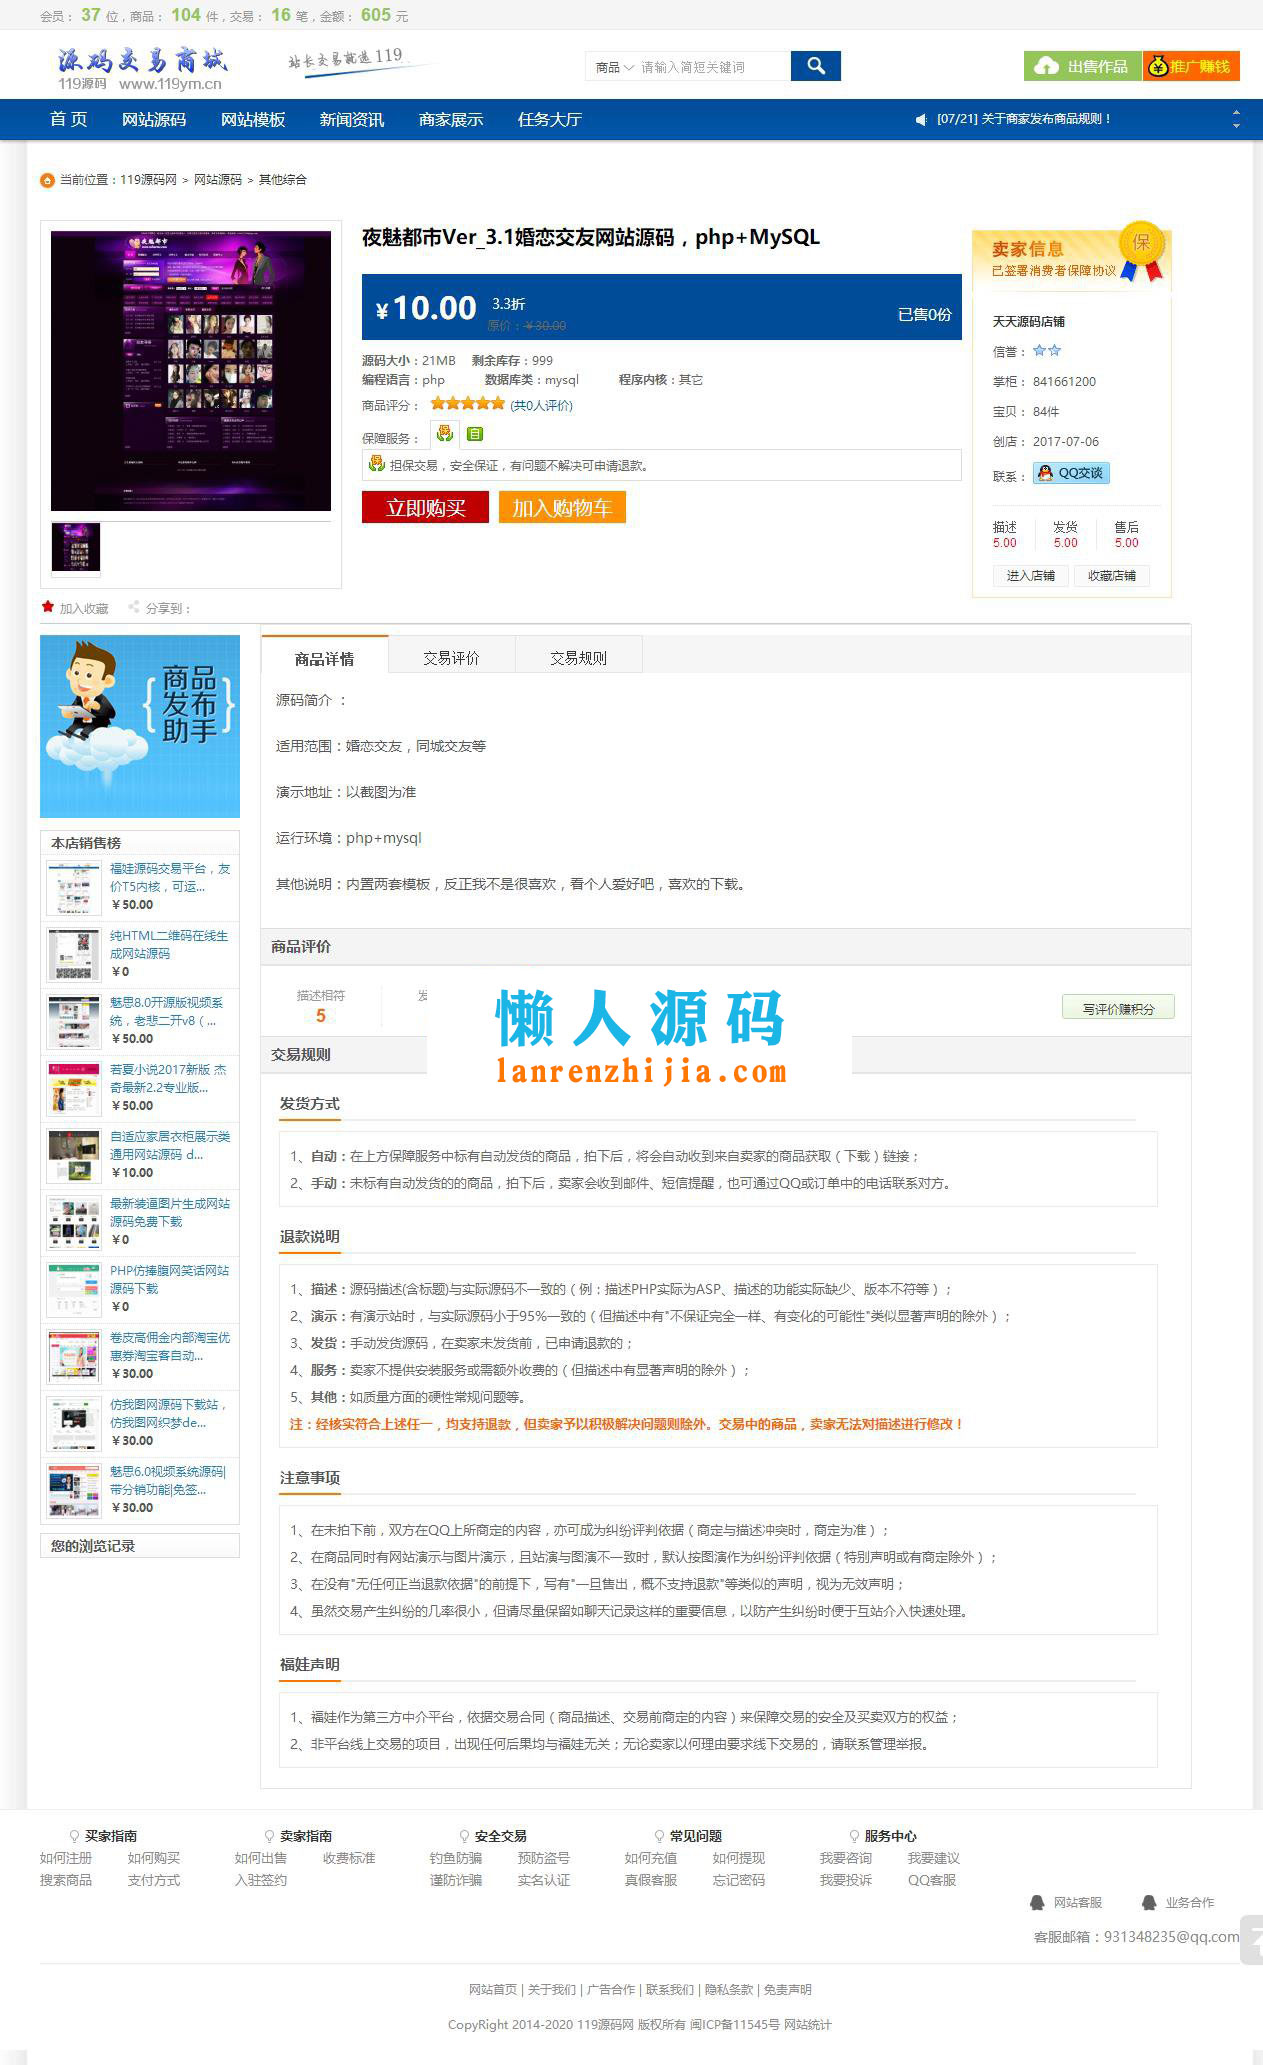 会员： 37 位，商品： 104 件，交易： 16 笔，金额： 605 元
源码交易商城
119源码 www.119ym.cn
站长交易就选119
商品 请输入简短关键词
出售作品
推广赚钱
首 页 网站源码 网站模板 新闻资讯 商家展示 任务大厅
[07/21] 关于商家发布商品规则！
当前位置：119源码网 > 网站源码 > 其他综合
夜魅都市
夜魅都市Ver_3.1婚恋交友网站源码，php+MySQL
¥10.00 3.3折
原价：¥30.00
已售0份
源码大小：21MB 剩余库存：999
编程语言：php 数据库类：mysql 程序内核：其它
商品评分： (共0人评价)
保障服务：
担保交易，安全保证，有问题不解决可申请退款。
立即购买 加入购物车
加入收藏 分享到：
保
卖家信息
已签署消费者保障协议
天天源码店铺
信誉：
掌柜： 841661200
宝贝： 84件
创店： 2017-07-06
联系： QQ交谈
描述 发货 售后
5.00 5.00 5.00
进入店铺 收藏店铺
{商品发布助手}
本店销售榜
福娃源码交易平台，友
价T5内核，可运...
￥50.00
纯HTML二维码在线生
成网站源码
￥0
魅思8.0开源版视频系
统，老悲二开v8（...
￥50.00
若夏小说2017新版 杰
奇最新2.2专业版...
￥50.00
自适应家居衣柜展示类
通用网站源码 d...
￥10.00
最新装逼图片生成网站
源码免费下载
￥0
PHP仿捧腹网笑话网站
源码下载
￥0
卷皮高佣金内部淘宝优
惠券淘宝客自动...
￥30.00
仿我图网源码下载站，
仿我图网织梦de...
￥30.00
魅思6.0视频系统源码|
带分销功能|免签...
￥30.00
您的浏览记录
商品详情 交易评价 交易规则
源码简介 ：
适用范围：婚恋交友，同城交友等
演示地址：以截图为准
运行环境：php+mysql
其他说明：内置两套模板，反正我不是很喜欢，看个人爱好吧，喜欢的下载。
商品评价
描述相符 发
5
写评价赚积分
懒人源码
lanrenzhijia.com
交易规则
发货方式
1、自动：在上方保障服务中标有自动发货的商品，拍下后，将会自动收到来自卖家的商品获取（下载）链接；
2、手动：未标有自动发货的的商品，拍下后，卖家会收到邮件、短信提醒，也可通过QQ或订单中的电话联系对方。
退款说明
1、描述：源码描述(含标题)与实际源码不一致的（例：描述PHP实际为ASP、描述的功能实际缺少、版本不符等）；
2、演示：有演示站时，与实际源码小于95%一致的（但描述中有"不保证完全一样、有变化的可能性"类似显著声明的除外）；
3、发货：手动发货源码，在卖家未发货前，已申请退款的；
4、服务：卖家不提供安装服务或需额外收费的（但描述中有显著声明的除外）；
5、其他：如质量方面的硬性常规问题等。
注：经核实符合上述任一，均支持退款，但卖家予以积极解决问题则除外。交易中的商品，卖家无法对描述进行修改！
注意事项
1、在未拍下前，双方在QQ上所商定的内容，亦可成为纠纷评判依据（商定与描述冲突时，商定为准）；
2、在商品同时有网站演示与图片演示，且站演与图演不一致时，默认按图演作为纠纷评判依据（特别声明或有商定除外）；
3、在没有"无任何正当退款依据"的前提下，写有"一旦售出，概不支持退款"等类似的声明，视为无效声明；
4、虽然交易产生纠纷的几率很小，但请尽量保留如聊天记录这样的重要信息，以防产生纠纷时便于互站介入快速处理。
福娃声明
1、福娃作为第三方中介平台，依据交易合同（商品描述、交易前商定的内容）来保障交易的安全及买卖双方的权益；
2、非平台线上交易的项目，出现任何后果均与福娃无关；无论卖家以何理由要求线下交易的，请联系管理举报。
买家指南 卖家指南 安全交易 常见问题 服务中心
如何注册 如何购买 如何出售 收费标准 钓鱼防骗 预防盗号 如何充值 如何提现 我要咨询 我要建议
搜索商品 支付方式 入驻签约 谨防诈骗 实名认证 真假客服 忘记密码 我要投诉 QQ客服
网站客服 业务合作
客服邮箱：931348235@qq.com
网站首页 | 关于我们 | 广告合作 | 联系我们 | 隐私条款 | 免责声明
CopyRight 2014-2020 119源码网 版权所有 闽ICP备11545号 网站统计